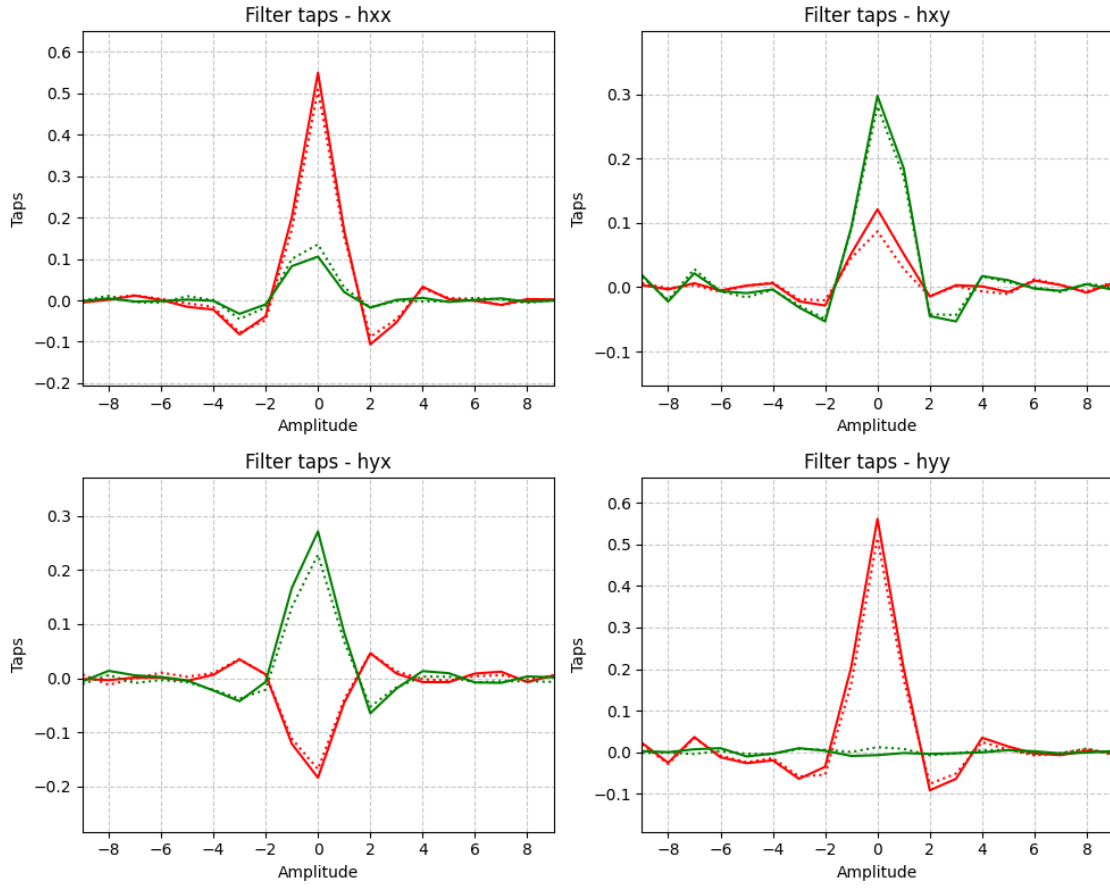 Filter taps - hxx
0.6
0.5
0.4
0.3
0.2
0.1
0.0
−0.1
−0.2
Taps
−8 −6 −4 −2 0 2 4 6 8
Amplitude
Filter taps - hxy
0.3
0.2
0.1
0.0
−0.1
Taps
−8 −6 −4 −2 0 2 4 6 8
Amplitude
Filter taps - hyx
0.3
0.2
0.1
0.0
−0.1
−0.2
Taps
−8 −6 −4 −2 0 2 4 6 8
Amplitude
Filter taps - hyy
0.6
0.5
0.4
0.3
0.2
0.1
0.0
−0.1
Taps
−8 −6 −4 −2 0 2 4 6 8
Amplitude